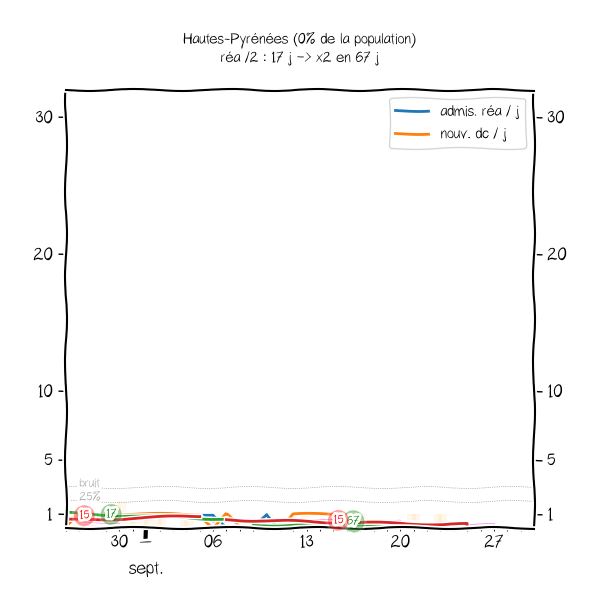 Hautes-Pyrénées (0% de la population)
réa /2 : 17 j -> x2 en 67 j
admis. réa / j
nouv. dc / j
30 30
20 20
10 10
5 5
bruit
25%
1 15 17 15 67 1
30 1 06 13 20 27
sept.